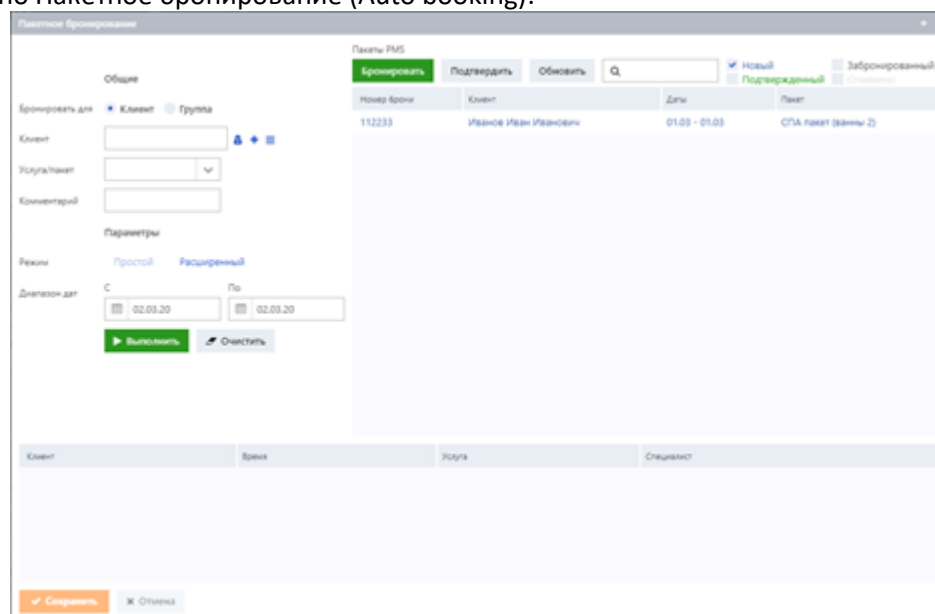 но Пакетное бронирование (Auto booking).
Пакетное бронирование
Пакеты PMS
Бронировать Подтвердить Обновить Новый Забронированный
Подтвержденный
Общие
Номер брони Клиент Даты Пакет
112233 Иванов Иван Иванович 01.03 - 01.03 СПА пакет (ванны 2)
Бронировать для Клиент Группа
Клиент
Услуга/пакет
Комментарий
Параметры
Режим Простой Расширенный
Диапазон дат С По
02.03.20 02.03.20
Выполнить Очистить
Клиент Время Услуга Специалист
Сохранить Отмена